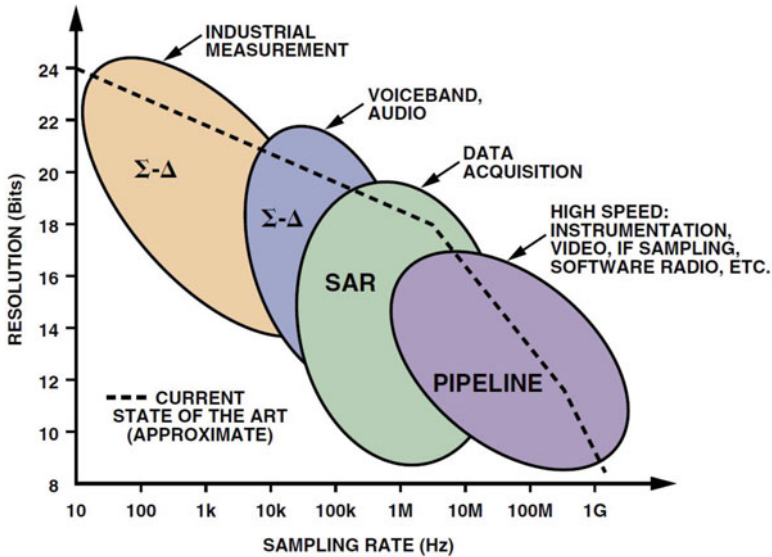 INDUSTRIAL
MEASUREMENT
VOICEBAND,
AUDIO
DATA
ACQUISITION
HIGH SPEED:
INSTRUMENTATION,
VIDEO, IF SAMPLING,
SOFTWARE RADIO, ETC.
Σ-Δ
Σ-Δ
SAR
PIPELINE
CURRENT
STATE OF THE ART
(APPROXIMATE)
RESOLUTION (Bits)
24
22
20
18
16
14
12
10
8
10 100 1k 10k 100k 1M 10M 100M 1G
SAMPLING RATE (Hz)